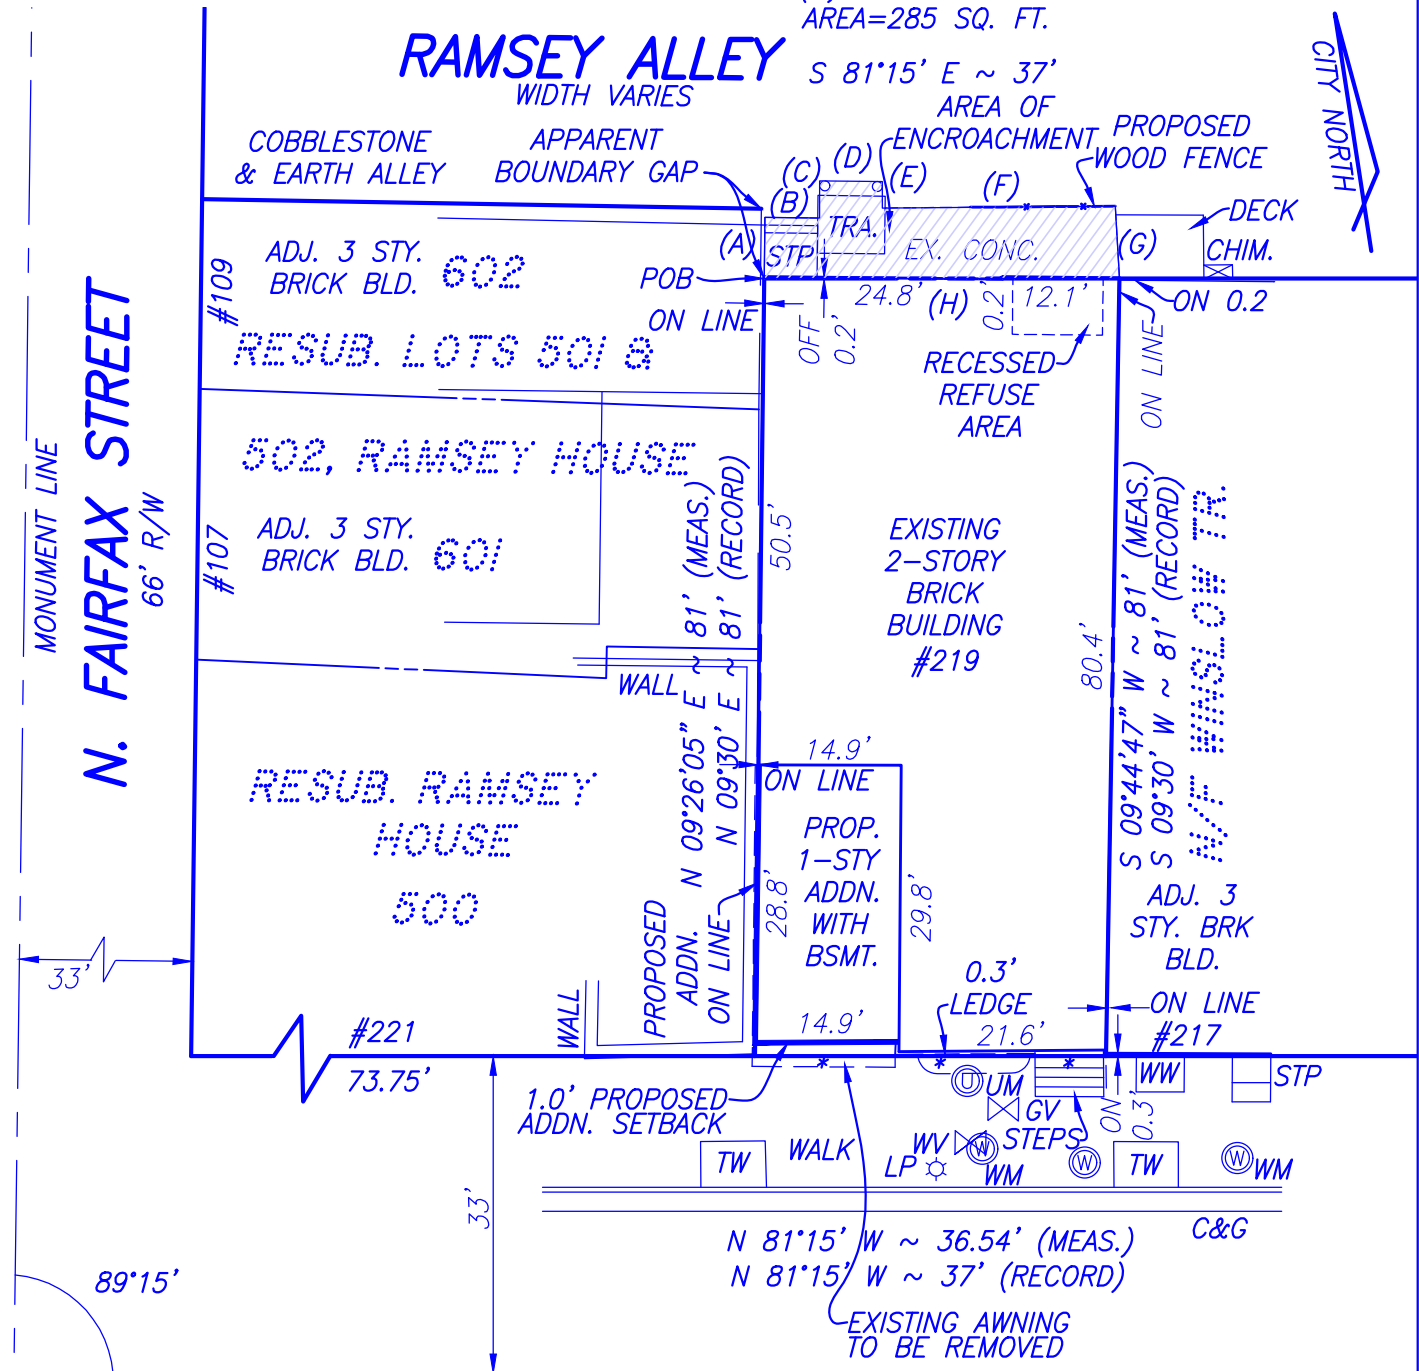 AREA=285 SQ. FT.
RAMSEY ALLEY
WIDTH VARIES
S 81°15' E ~ 37'
CITY NORTH
COBBLESTONE
& EARTH ALLEY
APPARENT
BOUNDARY GAP
AREA OF
ENCROACHMENT
PROPOSED
WOOD FENCE
(A)
(B)
(C)
(D)
(E)
(F)
(G)
(H)
STP
TRA.
EX. CONC.
DECK
CHIM.
POB
ON LINE
24.8'
12.1'
0.2'
OFF
0.2'
ON 0.2
ON LINE
RECESSED
REFUSE
AREA
#109
ADJ. 3 STY.
BRICK BLD.
602
RESUB. LOTS 501 &
502, RAMSEY HOUSE
#107
ADJ. 3 STY.
BRICK BLD.
601
MONUMENT LINE
N. FAIRFAX STREET
66' R/W
WALL
N 09°26'05" E ~ 81' (MEAS.)
N 09°30' E ~ 81' (RECORD)
50.5'
EXISTING
2-STORY
BRICK
BUILDING
#219
80.4'
S 09°44'47" W ~ 81' (MEAS.)
S 09°30' W ~ 81' (RECORD)
N/F WINSLOW TR.
RESUB. RAMSEY
HOUSE
500
14.9'
ON LINE
PROP.
1-STY
ADDN.
WITH
BSMT.
28.8'
29.8'
14.9'
PROPOSED
ADDN.
ON LINE
WALL
ADJ. 3
STY. BRK
BLD.
0.3'
LEDGE
21.6'
ON LINE
#217
33'
#221
73.75'
1.0' PROPOSED
ADDN. SETBACK
UM
U
GV
STEPS
WV
LP
W
WM
W
ON
0.3'
WW
STP
TW
WALK
TW
W
WM
C&G
33'
N 81°15' W ~ 36.54' (MEAS.)
N 81°15' W ~ 37' (RECORD)
EXISTING AWNING
TO BE REMOVED
89°15'